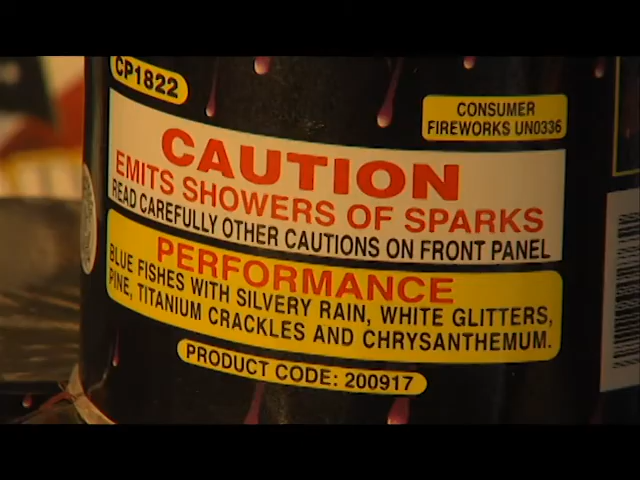 CP1822
CONSUMER
FIREWORKS UN0336
CAUTION
EMITS SHOWERS OF SPARKS
READ CAREFULLY OTHER CAUTIONS ON FRONT PANEL
PERFORMANCE
BLUE FISHES WITH SILVERY RAIN, WHITE GLITTERS,
PINE, TITANIUM CRACKLES AND CHRYSANTHEMUM.
PRODUCT CODE: 200917